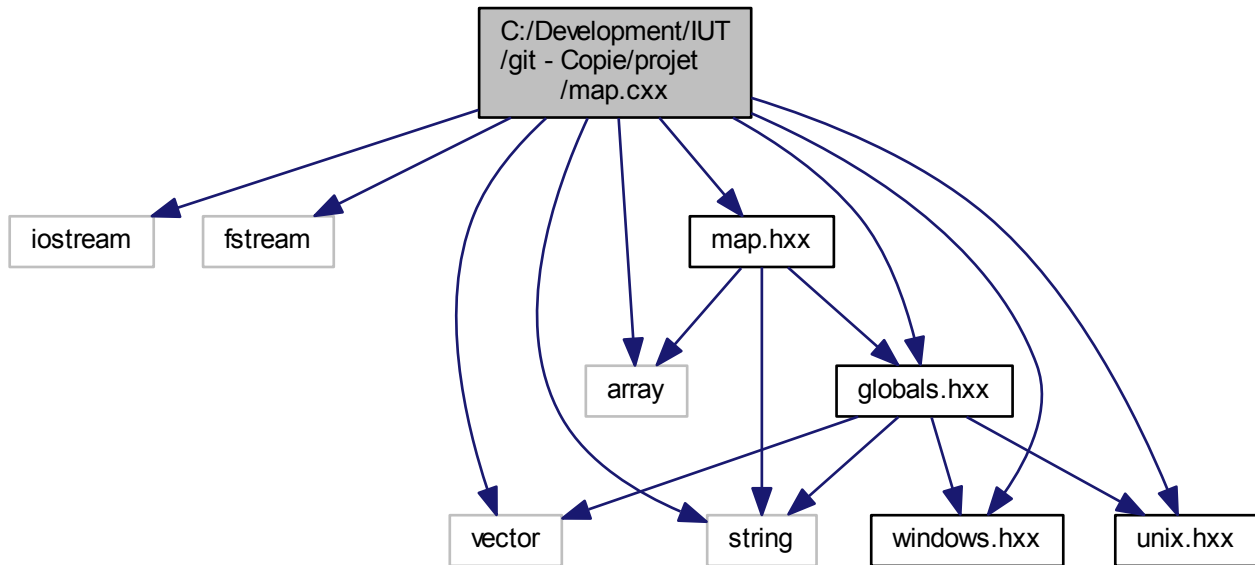 C:/Development/IUT
/git - Copie/projet
/map.cxx
iostream
fstream
map.hxx
array
globals.hxx
vector
string
windows.hxx
unix.hxx